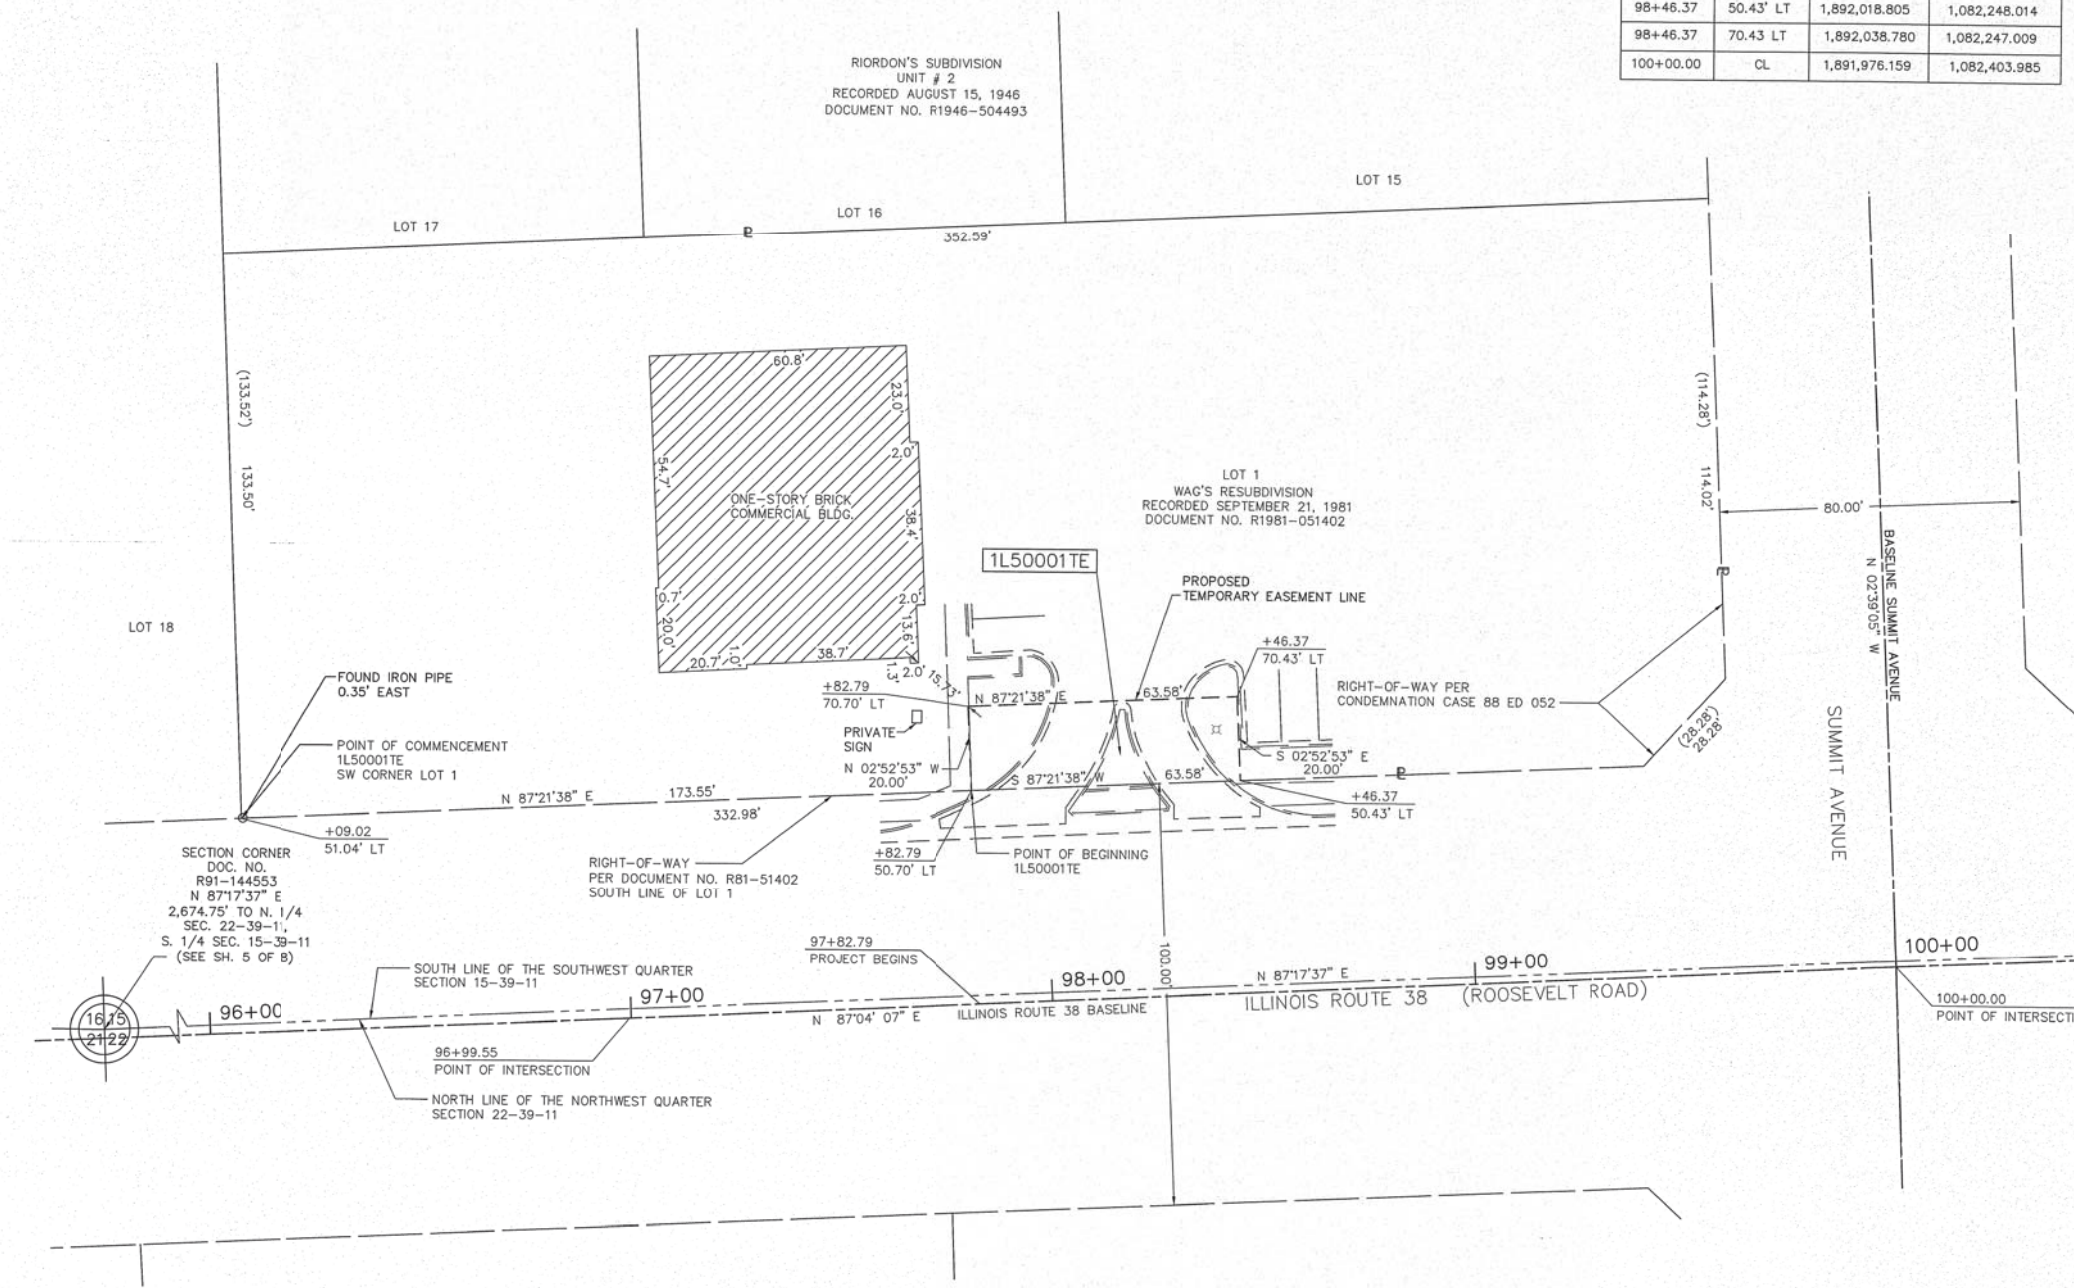 98+46.37 50.43' LT 1,892,018.805 1,082,248.014
98+46.37 70.43 LT 1,892,038.780 1,082,247.009
100+00.00 CL 1,891,976.159 1,082,403.985
RIORDON'S SUBDIVISION
UNIT # 2
RECORDED AUGUST 15, 1946
DOCUMENT NO. R1946-504493
LOT 15
LOT 16
LOT 17
352.59'
(133.52')
133.50'
60.8'
23.0'
2.0'
54.7'
ONE-STORY BRICK
COMMERCIAL BLDG.
38.4'
0.7'
20.0'
2.0'
13.6'
20.7'
1.0'
38.7'
1.3'
2.0'
15.73'
LOT 1
WAG'S RESUBDIVISION
RECORDED SEPTEMBER 21, 1981
DOCUMENT NO. R1981-051402
(114.28')
114.02'
80.00'
BASELINE SUMMIT AVENUE
N 02°39'05" W
1L50001TE
PROPOSED
TEMPORARY EASEMENT LINE
LOT 18
FOUND IRON PIPE
0.35' EAST
POINT OF COMMENCEMENT
1L50001TE
SW CORNER LOT 1
+82.79
70.70' LT
N 87°21'38" E
63.58'
+46.37
70.43' LT
RIGHT-OF-WAY PER
CONDEMNATION CASE 88 ED 052
(28.28')
28.28'
SUMMIT AVENUE
PRIVATE
SIGN
N 02°52'53" W
20.00'
S 87°21'38" W
63.58'
S 02°52'53" E
20.00'
+46.37
50.43' LT
N 87°21'38" E
173.55'
332.98'
+09.02
51.04' LT
RIGHT-OF-WAY
PER DOCUMENT NO. R81-51402
SOUTH LINE OF LOT 1
+82.79
50.70' LT
POINT OF BEGINNING
1L50001TE
SECTION CORNER
DOC. NO.
R91-144553
N 87°17'37" E
2,674.75' TO N. 1/4
SEC. 22-39-11,
S. 1/4 SEC. 15-39-11
(SEE SH. 5 OF 8)
97+82.79
PROJECT BEGINS
100.00'
SOUTH LINE OF THE SOUTHWEST QUARTER
SECTION 15-39-11
16 15
21 22
96+00
97+00
98+00
99+00
100+00
N 87°17'37" E
N 87°04' 07" E
ILLINOIS ROUTE 38 BASELINE
ILLINOIS ROUTE 38 (ROOSEVELT ROAD)
100+00.00
POINT OF INTERSECTI
96+99.55
POINT OF INTERSECTION
NORTH LINE OF THE NORTHWEST QUARTER
SECTION 22-39-11